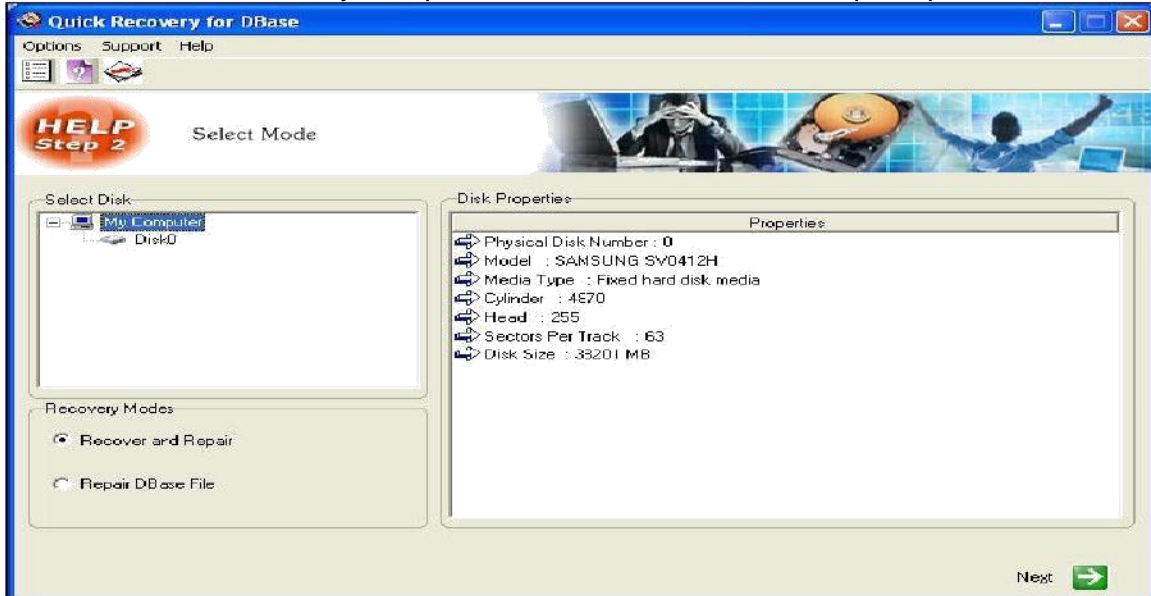 Quick Recovery for DBase
Options Support Help
HELP
Step 2
Select Mode
Select Disk
My Computer
Disk0
Disk Properties
Properties
Physical Disk Number : 0
Model : SAMSUNG SV0412H
Media Type : Fixed hard disk media
Cylinder : 4870
Head : 255
Sectors Per Track : 63
Disk Size : 38201 MB
Recovery Modes
Recover and Repair
Repair DBase File
Next